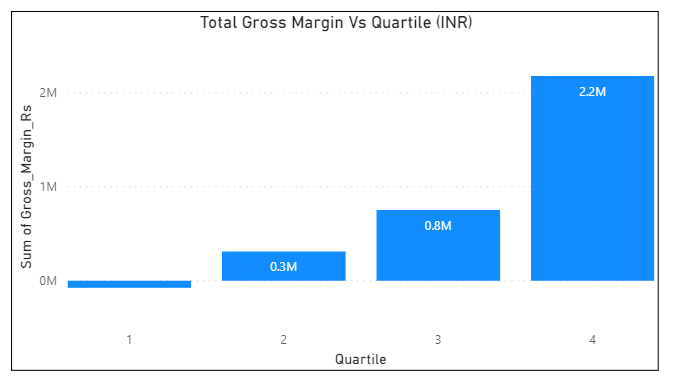 Total Gross Margin Vs Quartile (INR)
Sum of Gross_Margin_Rs
2M
1M
0M
2.2M
0.8M
0.3M
1 2 3 4
Quartile